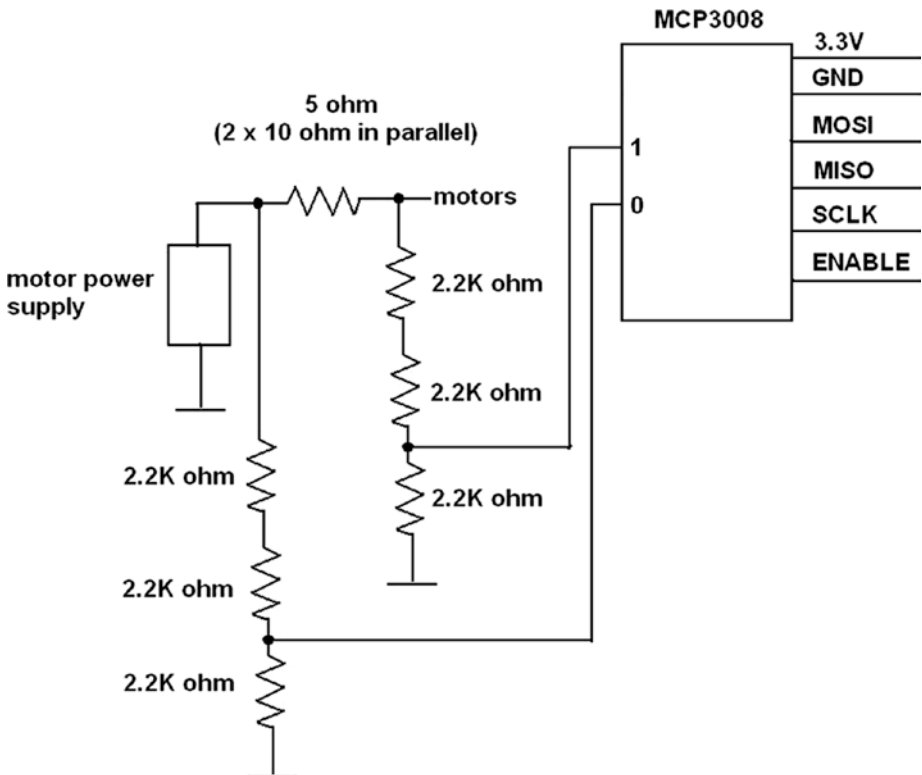 MCP3008
3.3V
GND
5 ohm
(2 x 10 ohm in parallel)
MOSI
1
MISO
motors
0
SCLK
ENABLE
motor power
supply
2.2K ohm
2.2K ohm
2.2K ohm
2.2K ohm
2.2K ohm
2.2K ohm